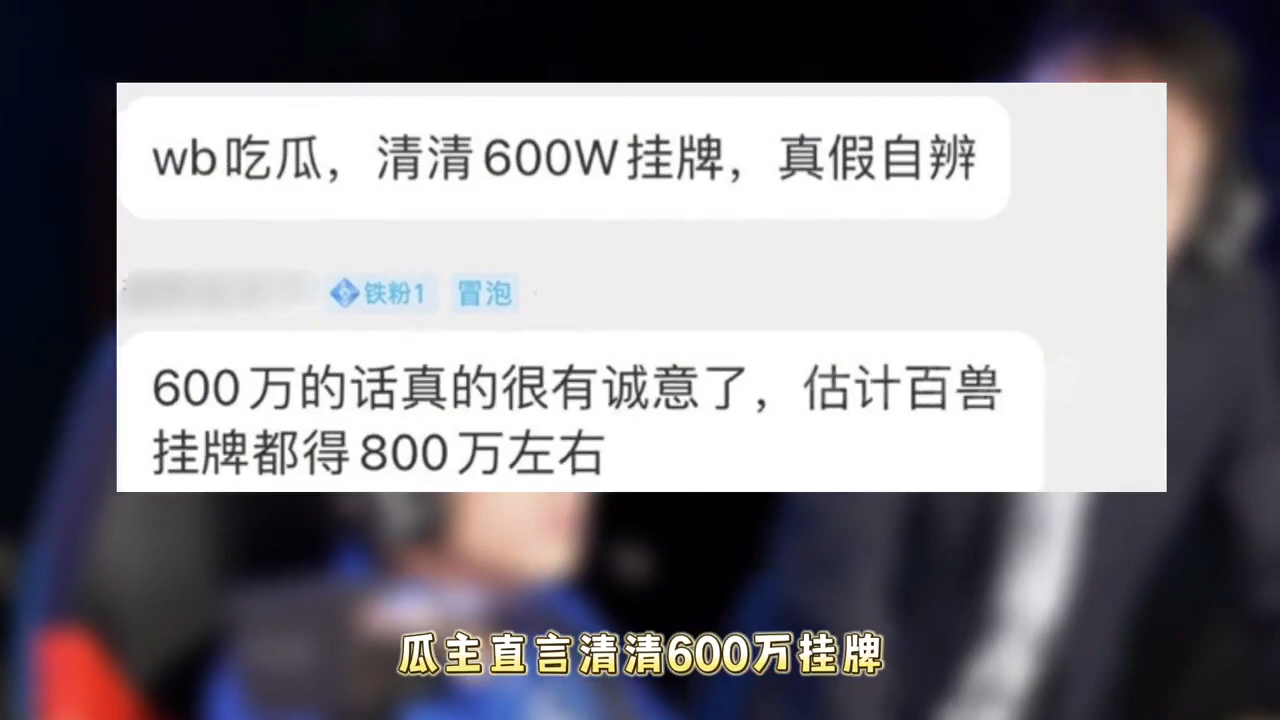 wb吃瓜，清清600W挂牌，真假自辨
铁粉1 冒泡
600万的话真的很有诚意了，估计百兽
挂牌都得800万左右
瓜主直言清清600万挂牌